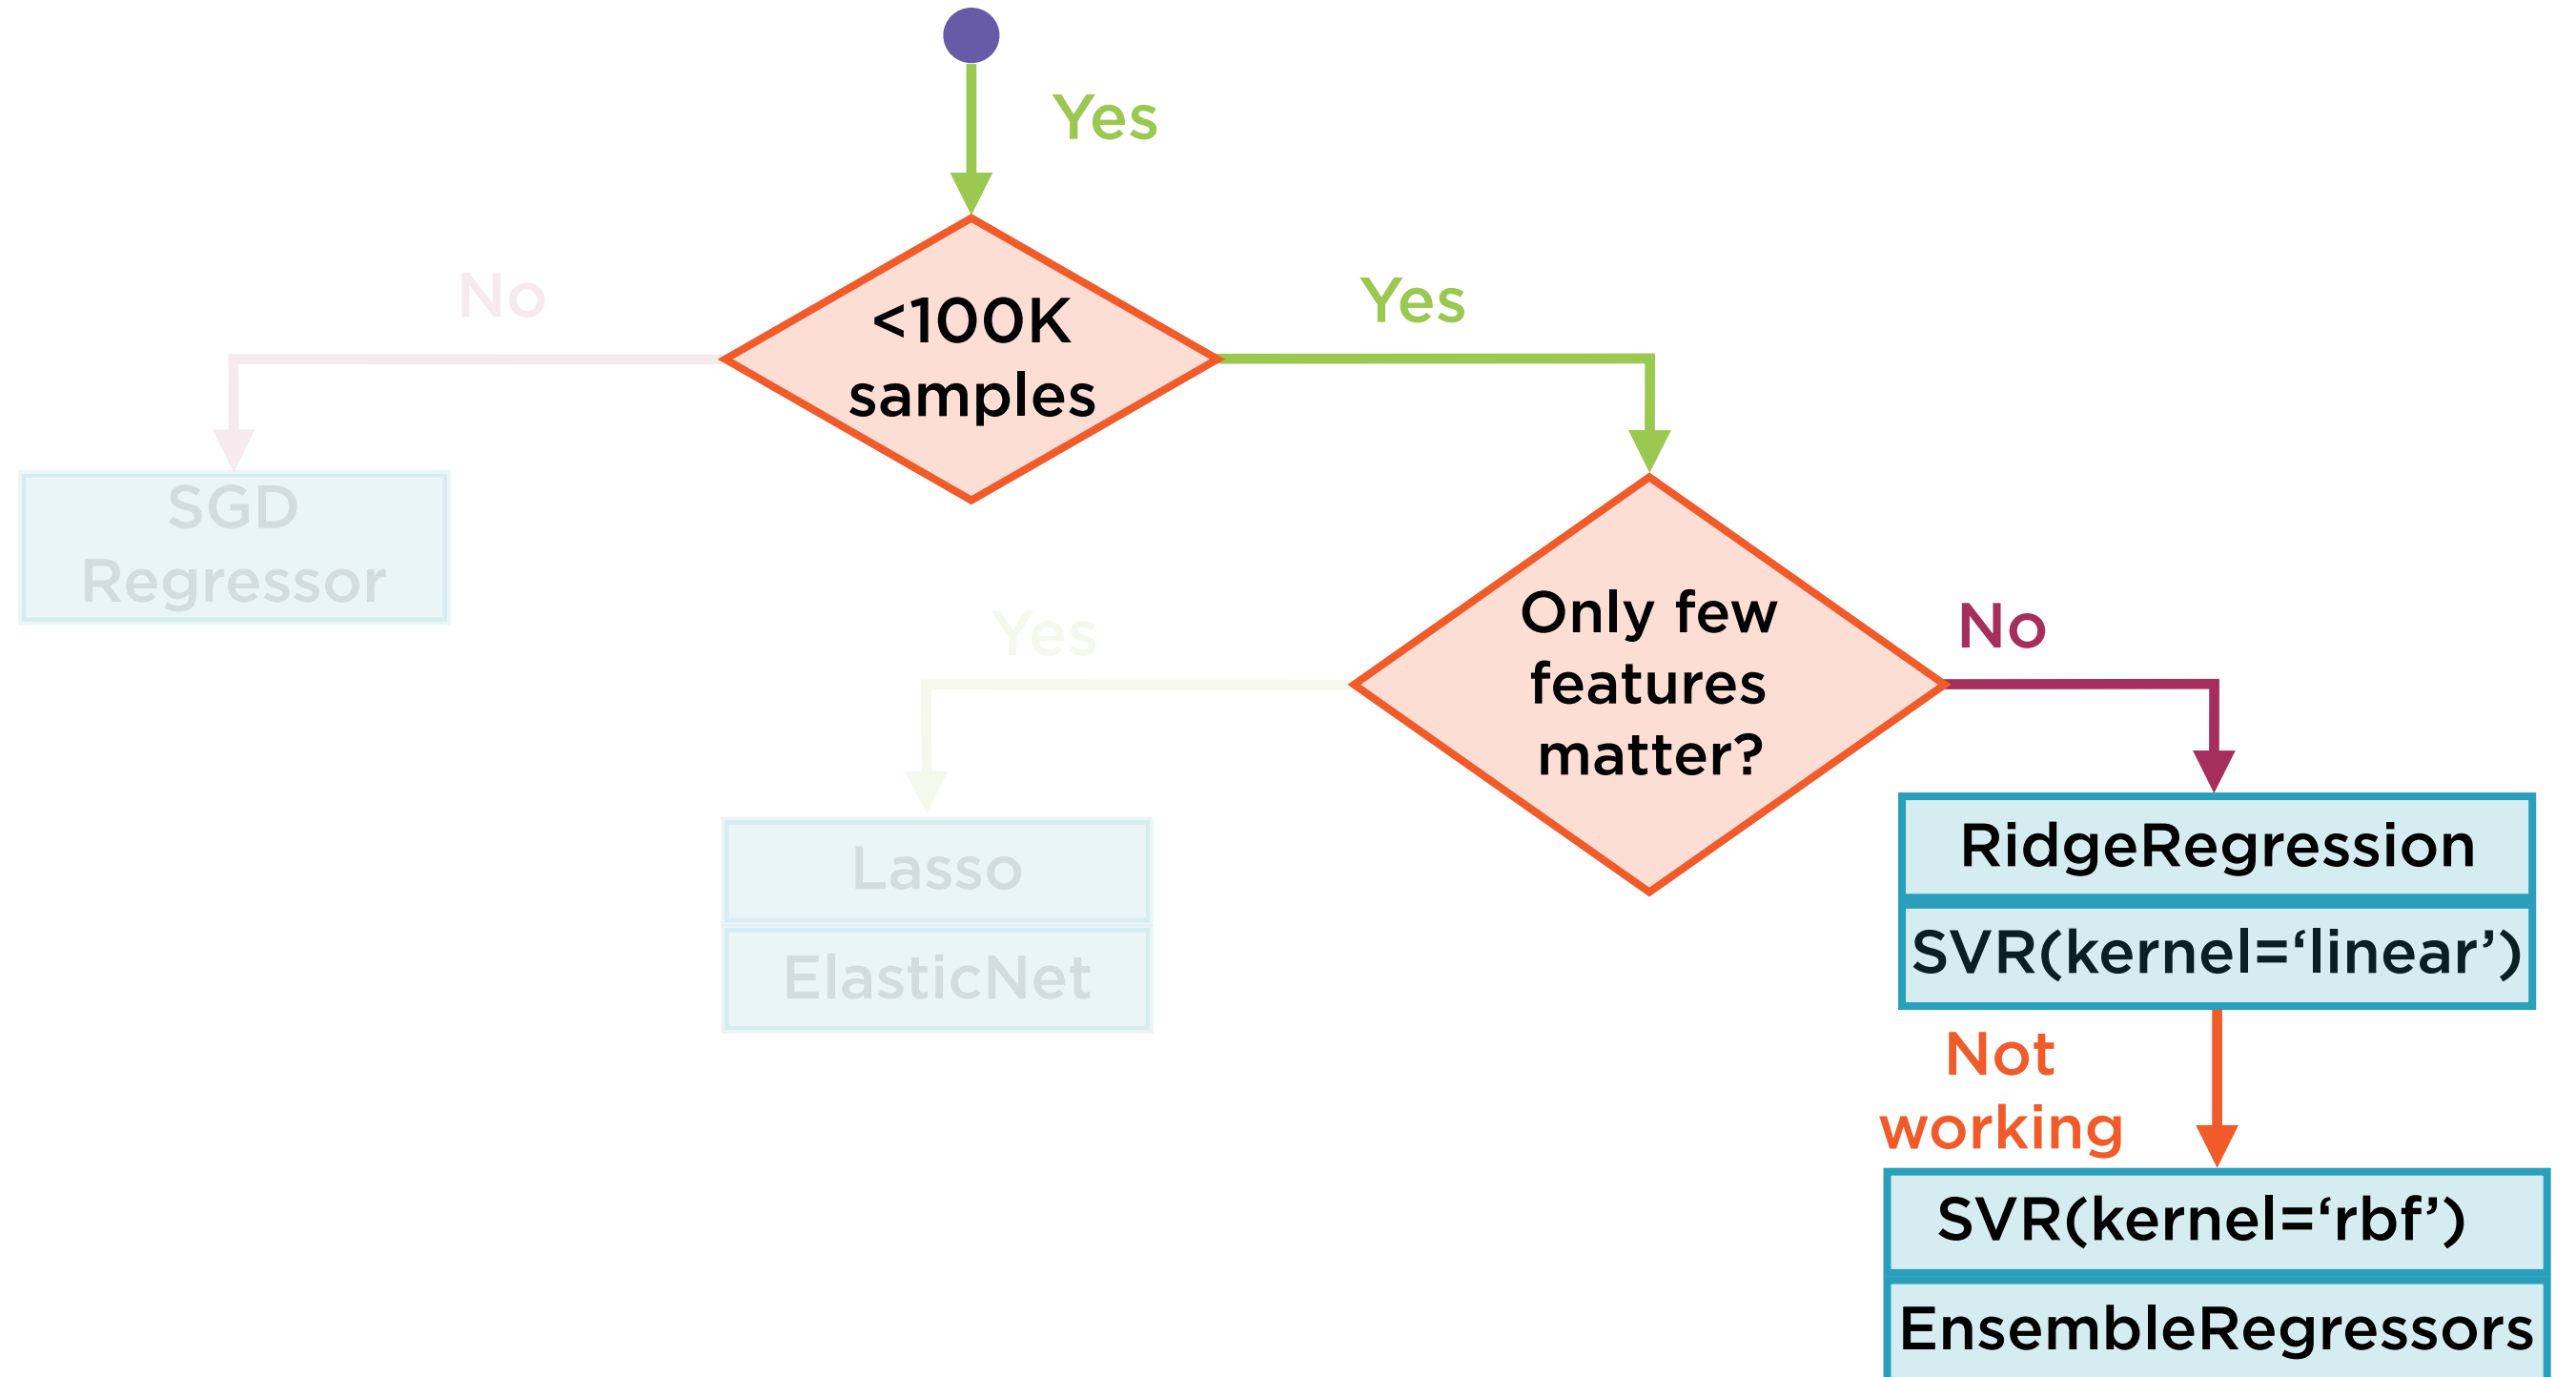 Yes
No
<100K
samples
Yes
SGD
Regressor
Yes
Only few
features
matter?
No
Lasso
ElasticNet
RidgeRegression
SVR(kernel=‘linear’)
Not
working
SVR(kernel=‘rbf’)
EnsembleRegressors